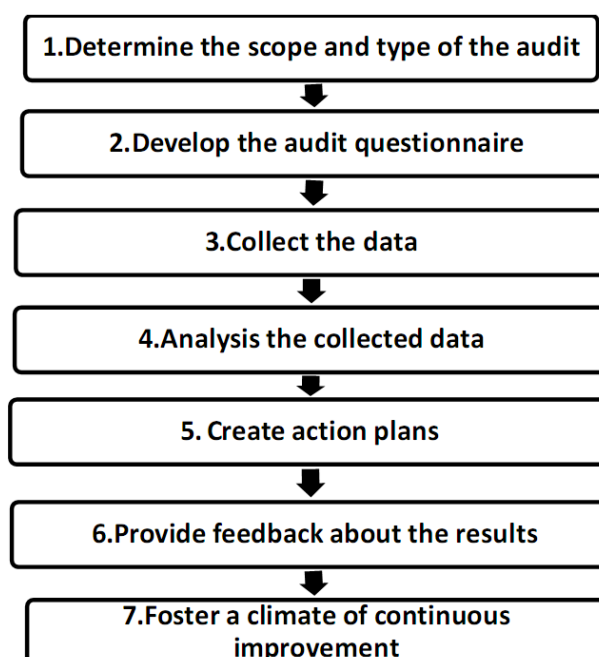 1.Determine the scope and type of the audit
2.Develop the audit questionnaire
3.Collect the data
4.Analysis the collected data
5. Create action plans
6.Provide feedback about the results
7.Foster a climate of continuous
improvement